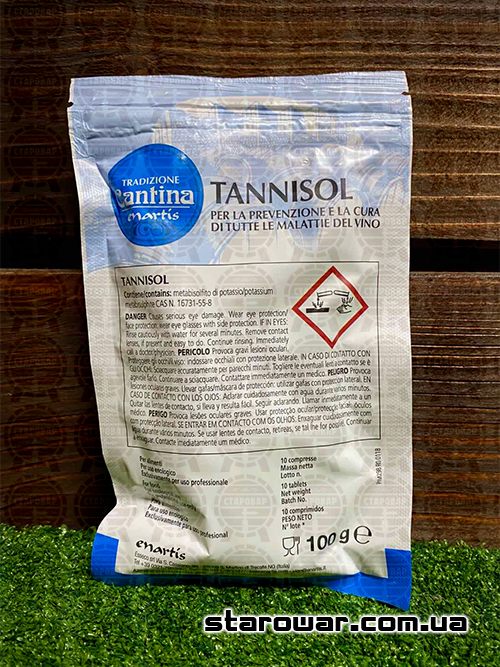 TRADIZIONE
Cantina
enartis
TANNISOL
PER LA PREVENZIONE E LA CURA
DI TUTTE LE MALATTIE DEL VINO
TANNISOL
Contiene/contains: metabisolfito di potassio/potassium
metabisulphite CAS N. 16731-55-8
DANGER Causes serious eye damage. Wear eye protection/
face protection: wear eye glasses with side protection. IF IN EYES:
Rinse cautiously with water for several minutes. Remove contact
lenses, if present and easy to do. Continue rinsing. Immediately
call a doctor/physician. PERICOLO Provoca gravi lesioni oculari.
Proteggere gli occhi/il viso: indossare occhiali con protezione laterale. IN CASO DI CONTATTO CON
GLI OCCHI: Sciacquare accuratamente per parecchi minuti. Togliere le eventuali lenti a contatto se è
agevole farlo. Continuare a sciacquare. Contattare immediatamente un medico. PELIGRO Provoca
lesiones oculares graves. Llevar gafas/máscara de protección: utilizar gafas con protección lateral. EN
CASO DE CONTACTO CON LOS OJOS: Aclarar cuidadosamente con agua durante varios minutos.
Quitar las lentes de contacto, si lleva y resulta fácil. Seguir aclarando. Llamar inmediatamente a un
médico. PERIGO Provoca lesões oculares graves. Usar protecção ocular/protecção facial: óculos
com protecção lateral. SE ENTRAR EM CONTACTO COM OS OLHOS: Enxaguar cuidadosamente com
água durante vários minutos. Se usar lentes de contacto, retire-as, se tal lhe for possível. Continuar
a enxaguar. Contacte imediatamente um médico.
Per alimenti
Per uso enologico
Esclusivamente per uso professionale
For foods
Para uso enológico
Exclusivamente para uso profesional
10 compresse
Massa netta
Lotto n.
10 tablets
Net weight
Batch No.
10 comprimidos
PESO NETO
N° lote *
100 g e
enartis
starowar.com.ua